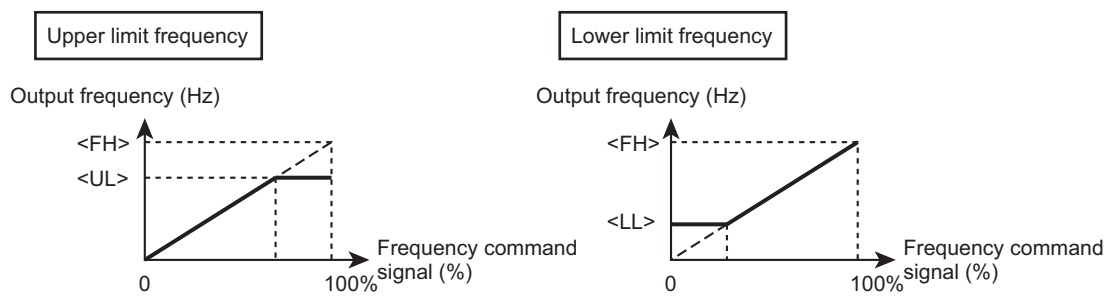 Upper limit frequency
Output frequency (Hz)
<FH>
<UL>
0
100%
Frequency command
signal (%)
Lower limit frequency
Output frequency (Hz)
<FH>
<LL>
0
100%
Frequency command
signal (%)